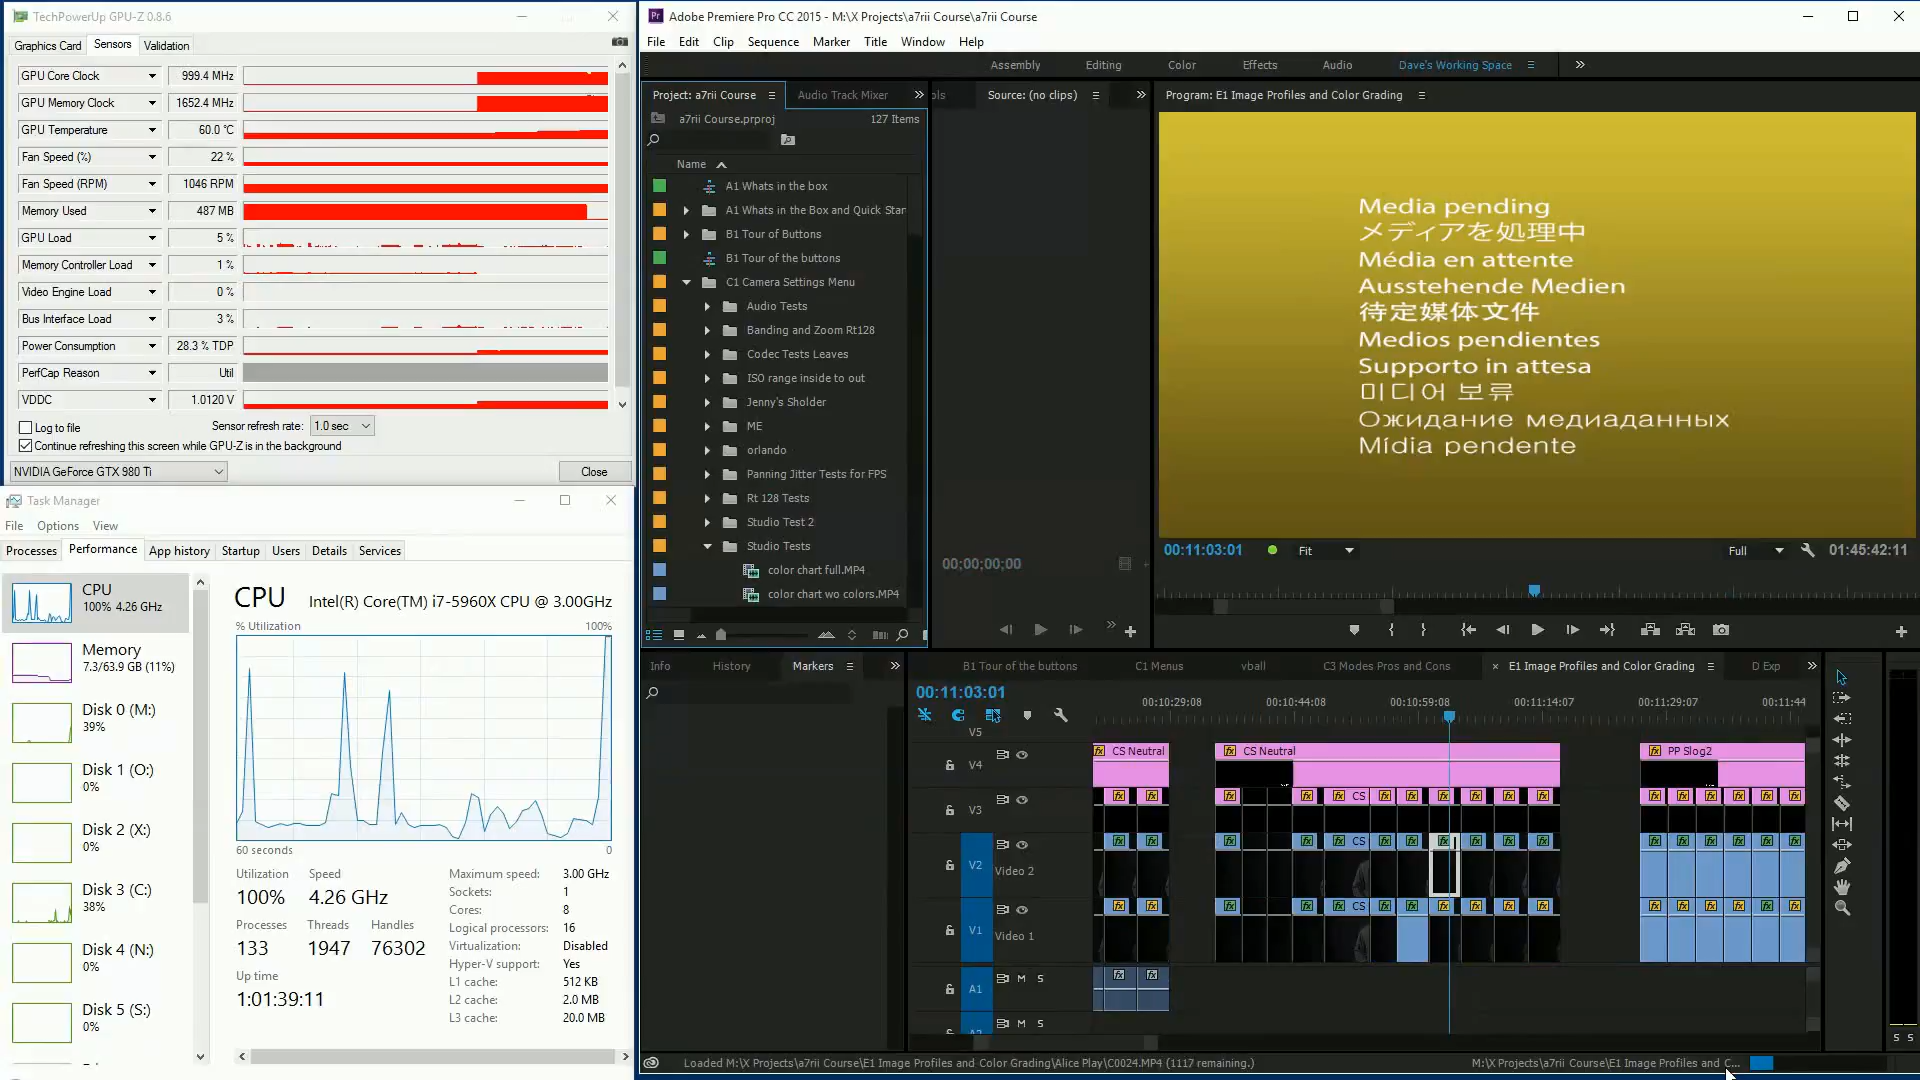 TechPowerUp GPU-Z 0.8.6
Graphics Card
Sensors
Validation
GPU Core Clock
999.4 MHz
GPU Memory Clock
1652.4 MHz
GPU Temperature
60.0 °C
Fan Speed (%)
22 %
Fan Speed (RPM)
1046 RPM
Memory Used
487 MB
GPU Load
5 %
Memory Controller Load
1 %
Video Engine Load
0 %
Bus Interface Load
3 %
Power Consumption
28.3 % TDP
PerfCap Reason
Util
VDDC
1.0120 V
Log to file
Sensor refresh rate:
1.0 sec
Continue refreshing this screen while GPU-Z is in the background
NVIDIA GeForce GTX 980 Ti
Close
Task Manager
File
Options
View
Processes
Performance
App history
Startup
Users
Details
Services
CPU
100% 4.26 GHz
Memory
7.3/63.9 GB (11%)
Disk 0 (M:)
39%
Disk 1 (O:)
0%
Disk 2 (X:)
0%
Disk 3 (C:)
38%
Disk 4 (N:)
0%
Disk 5 (S:)
0%
CPU
Intel(R) Core(TM) i7-5960X CPU @ 3.00GHz
% Utilization
100%
60 seconds
0
Utilization
100%
Speed
4.26 GHz
Processes
133
Threads
1947
Handles
76302
Up time
1:01:39:11
Maximum speed: 3.00 GHz
Sockets: 1
Cores: 8
Logical processors: 16
Virtualization: Disabled
Hyper-V support: Yes
L1 cache: 512 KB
L2 cache: 2.0 MB
L3 cache: 20.0 MB
Adobe Premiere Pro CC 2015 - M:\X Projects\a7rii Course\a7rii Course
File
Edit
Clip
Sequence
Marker
Title
Window
Help
Assembly
Editing
Color
Effects
Audio
Dave's Working Space
Project: a7rii Course
Audio Track Mixer
a7rii Course.prproj
127 Items
Name
A1 Whats in the box
A1 Whats in the Box and Quick Star
B1 Tour of Buttons
B1 Tour of the buttons
C1 Camera Settings Menu
Audio Tests
Banding and Zoom Rt128
Codec Tests Leaves
ISO range inside to out
Jenny's Sholder
ME
orlando
Panning Jitter Tests for FPS
Rt 128 Tests
Studio Test 2
Studio Tests
color chart full.MP4
color chart wo colors.MP4
ols
Source: (no clips)
00;00;00;00
Program: E1 Image Profiles and Color Grading
Media pending
メディアを処理中
Média en attente
Ausstehende Medien
待定媒体文件
Medios pendientes
Supporto in attesa
미디어 보류
Ожидание медиаданных
Mídia pendente
00:11:03:01
Fit
Full
01:45:42:11
Info
History
Markers
B1 Tour of the buttons
C1 Menus
vball
C3 Modes Pros and Cons
E1 Image Profiles and Color Grading
D Exp
00:11:03:01
00:10:29:08
00:10:44:08
00:10:59:08
00:11:14:07
00:11:29:07
00:11:44
V5
V4
fx CS Neutral
fx CS Neutral
fx PP Slog2
V3
CS
V2
Video 2
CS
V1
Video 1
CS
A1
M S
M S
S S
Loaded M:\X Projects\a7rii Course\E1 Image Profiles and Color Grading\Alice Play\C0024.MP4 (1117 remaining.)
M:\X Projects\a7rii Course\E1 Image Profiles and C...